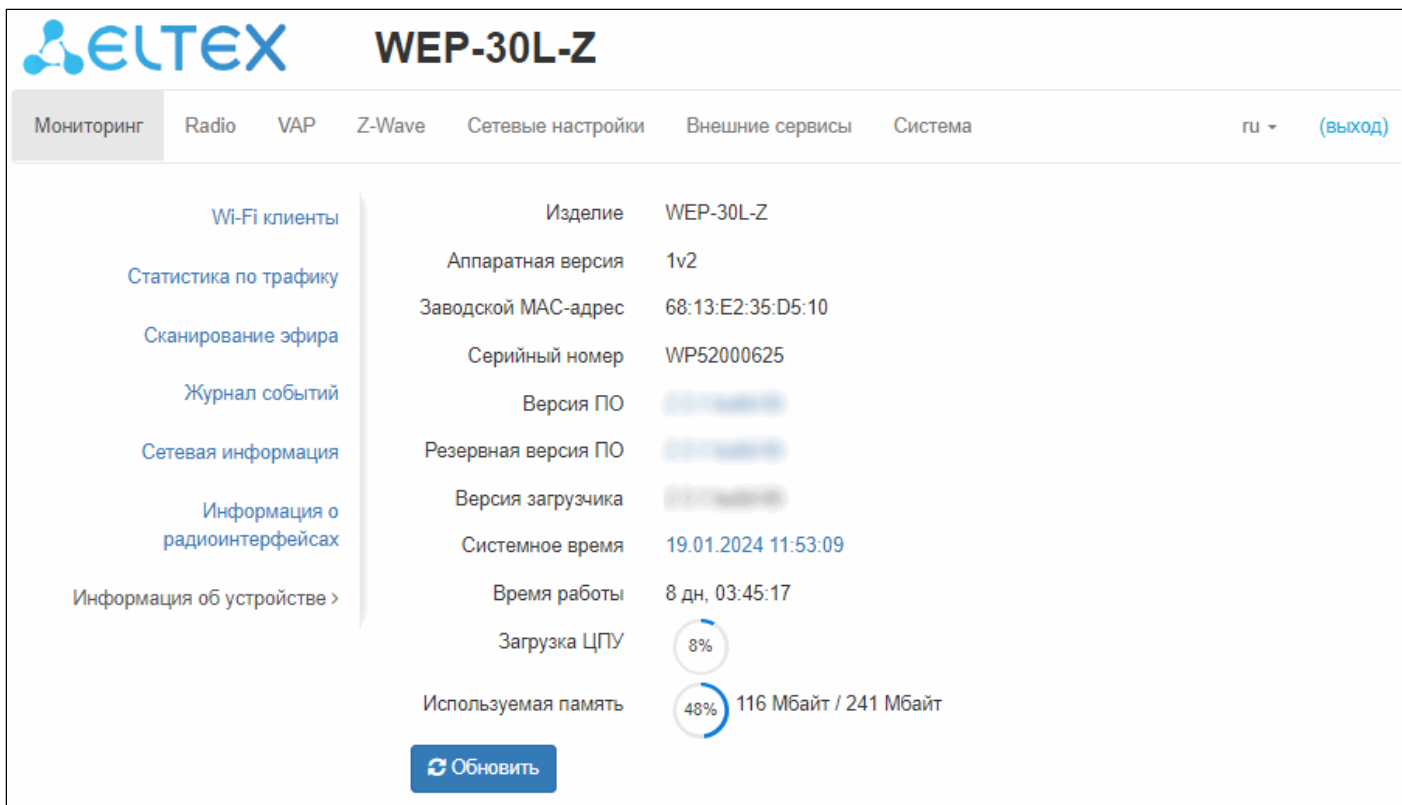 ELTEX WEP-30L-Z
Мониторинг Radio VAP Z-Wave Сетевые настройки Внешние сервисы Система ru (выход)
Wi-Fi клиенты
Статистика по трафику
Сканирование эфира
Журнал событий
Сетевая информация
Информация о
радиоинтерфейсах
Информация об устройстве >
Изделие WEP-30L-Z
Аппаратная версия 1v2
Заводской MAC-адрес 68:13:E2:35:D5:10
Серийный номер WP52000625
Версия ПО
Резервная версия ПО
Версия загрузчика
Системное время 19.01.2024 11:53:09
Время работы 8 дн, 03:45:17
Загрузка ЦПУ 8%
Используемая память 48% 116 Мбайт / 241 Мбайт
Обновить